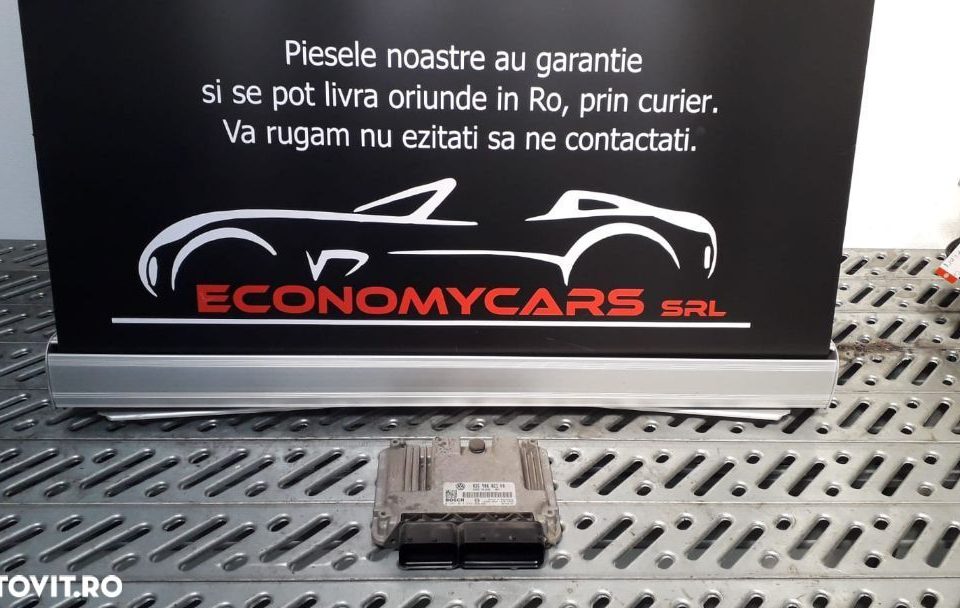 Piesele noastre au garantie
si se pot livra oriunde in Ro, prin curier.
Va rugam nu ezitati sa ne contactati.
ECONOMYCARS SRL
BOSCH
TOVIT.RO